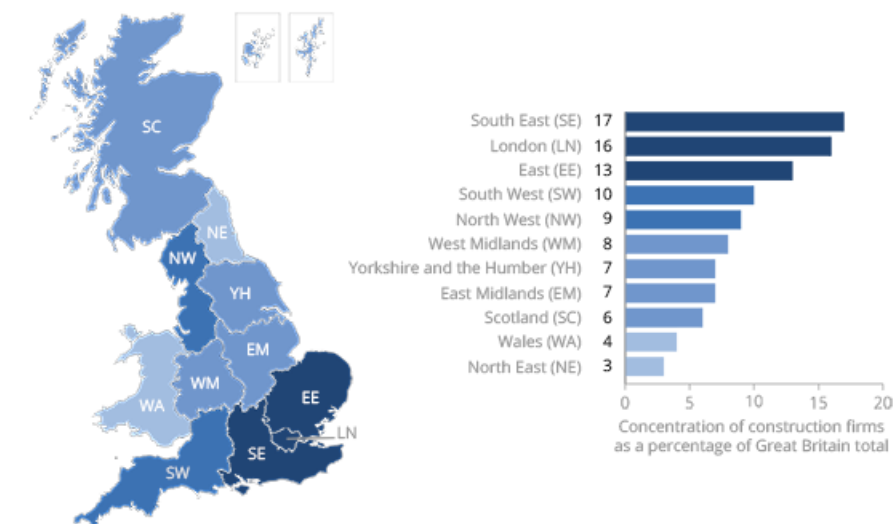 SC
NE
NW
YH
EM
WM
WA
EE
LN
SE
SW
South East (SE) 17
London (LN) 16
East (EE) 13
South West (SW) 10
North West (NW) 9
West Midlands (WM) 8
Yorkshire and the Humber (YH) 7
East Midlands (EM) 7
Scotland (SC) 6
Wales (WA) 4
North East (NE) 3
0 5 10 15 20
Concentration of construction firms
as a percentage of Great Britain total